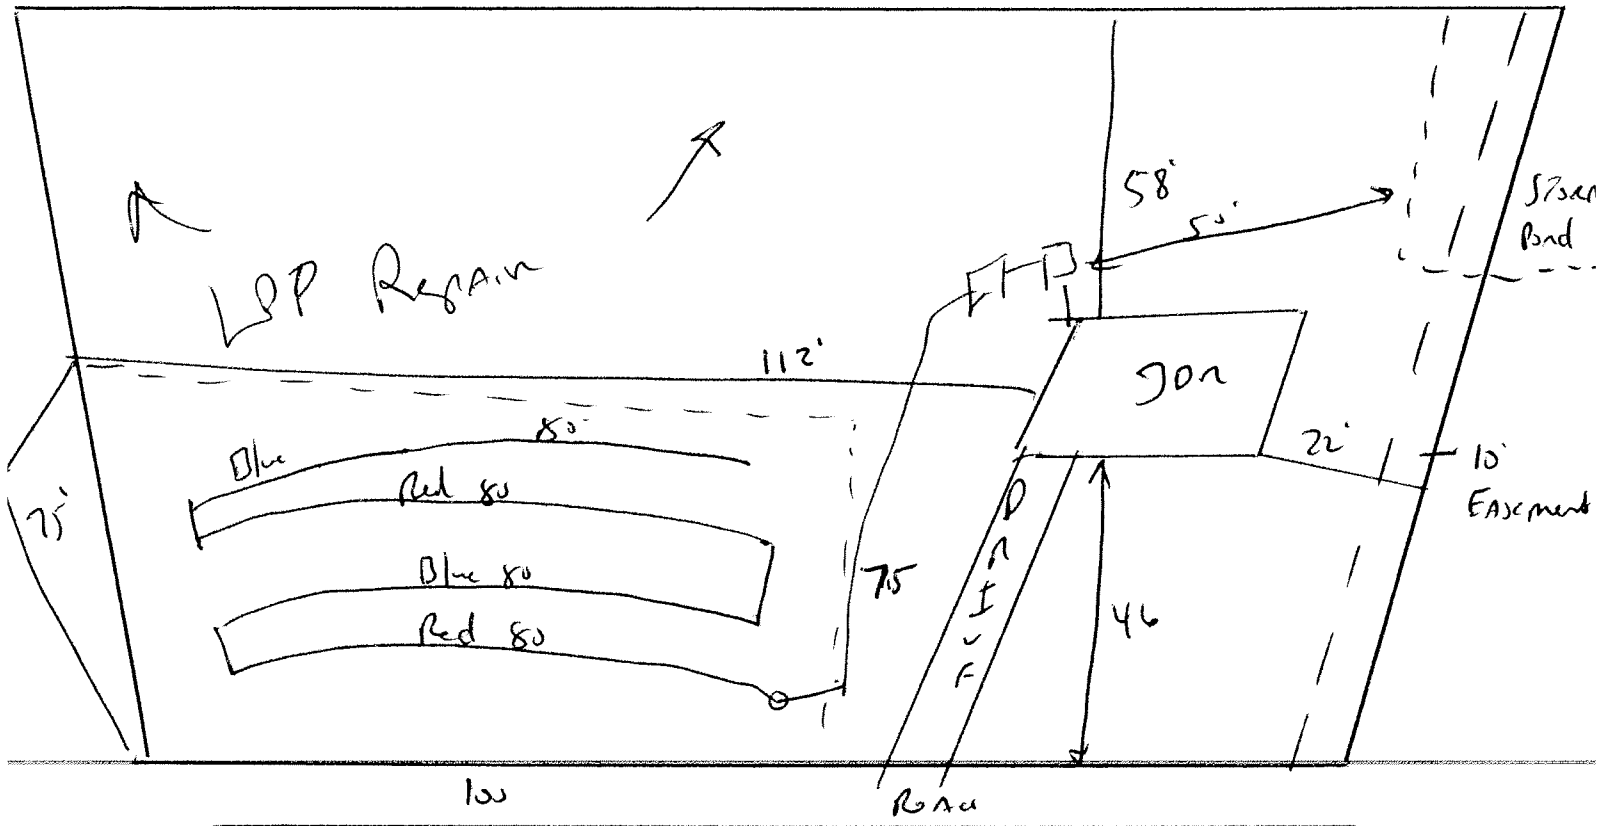 58'
50'
Storm
Pond
LPP Repair
112'
80'
Blue
Red 80
75'
Blue 80
Red 80
75
DRIVE
46
22'
10'
Easement
100
Road